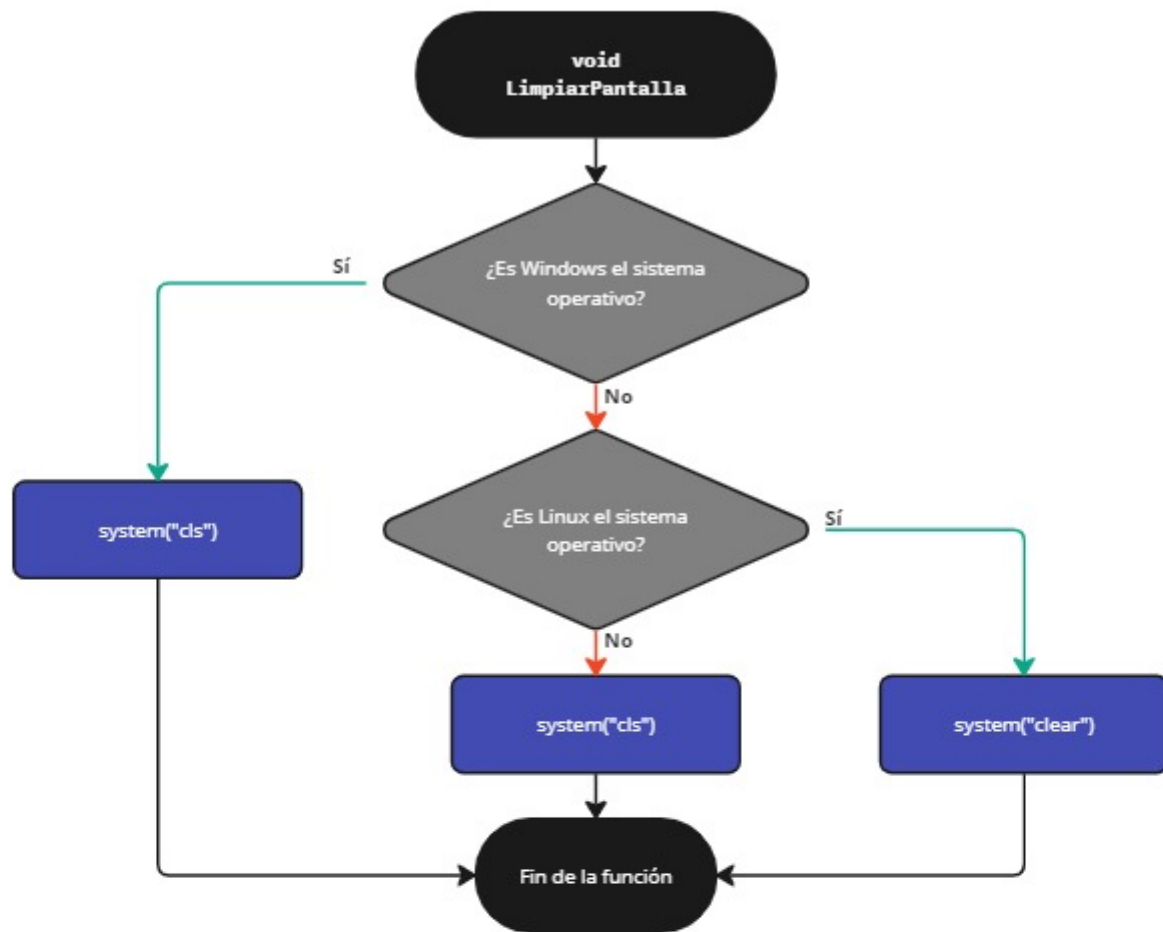 void
LimpiarPantalla
¿Es Windows el sistema
operativo?
Sí
No
¿Es Linux el sistema
operativo?
Sí
No
system("cls")
system("cls")
system("clear")
Fin de la función